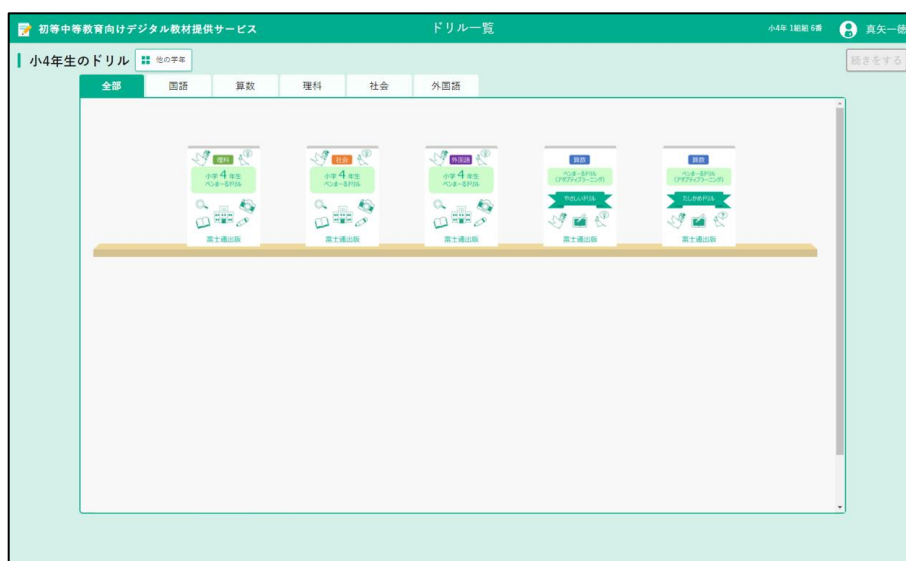 初等中等教育向けデジタル教材提供サービス
ドリル一覧
小4年 1組組 6番
真矢一徳
小4年生のドリル
他の学年
続きをする
全部
国語
算数
理科
社会
外国語
理科
小学 4 年生
ペンまーるドリル
富士通出版
社会
小学 4 年生
ペンまーるドリル
富士通出版
外国語
小学 4 年生
ペンまーるドリル
富士通出版
算数
ペンまーるドリル
(アダプティブラーニング)
やさしいドリル
富士通出版
算数
ペンまーるドリル
(アダプティブラーニング)
たしかめドリル
富士通出版